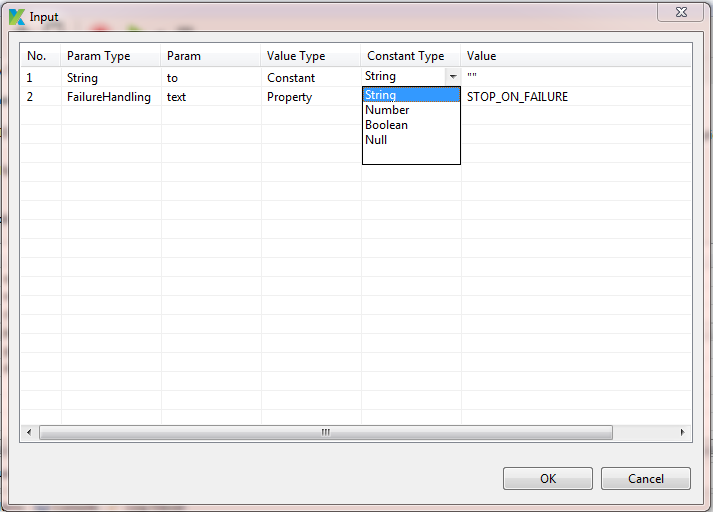 Input
No. Param Type Param Value Type Constant Type Value
1 String to Constant String ""
2 FailureHandling text Property STOP_ON_FAILURE
String
Number
Boolean
Null
OK Cancel